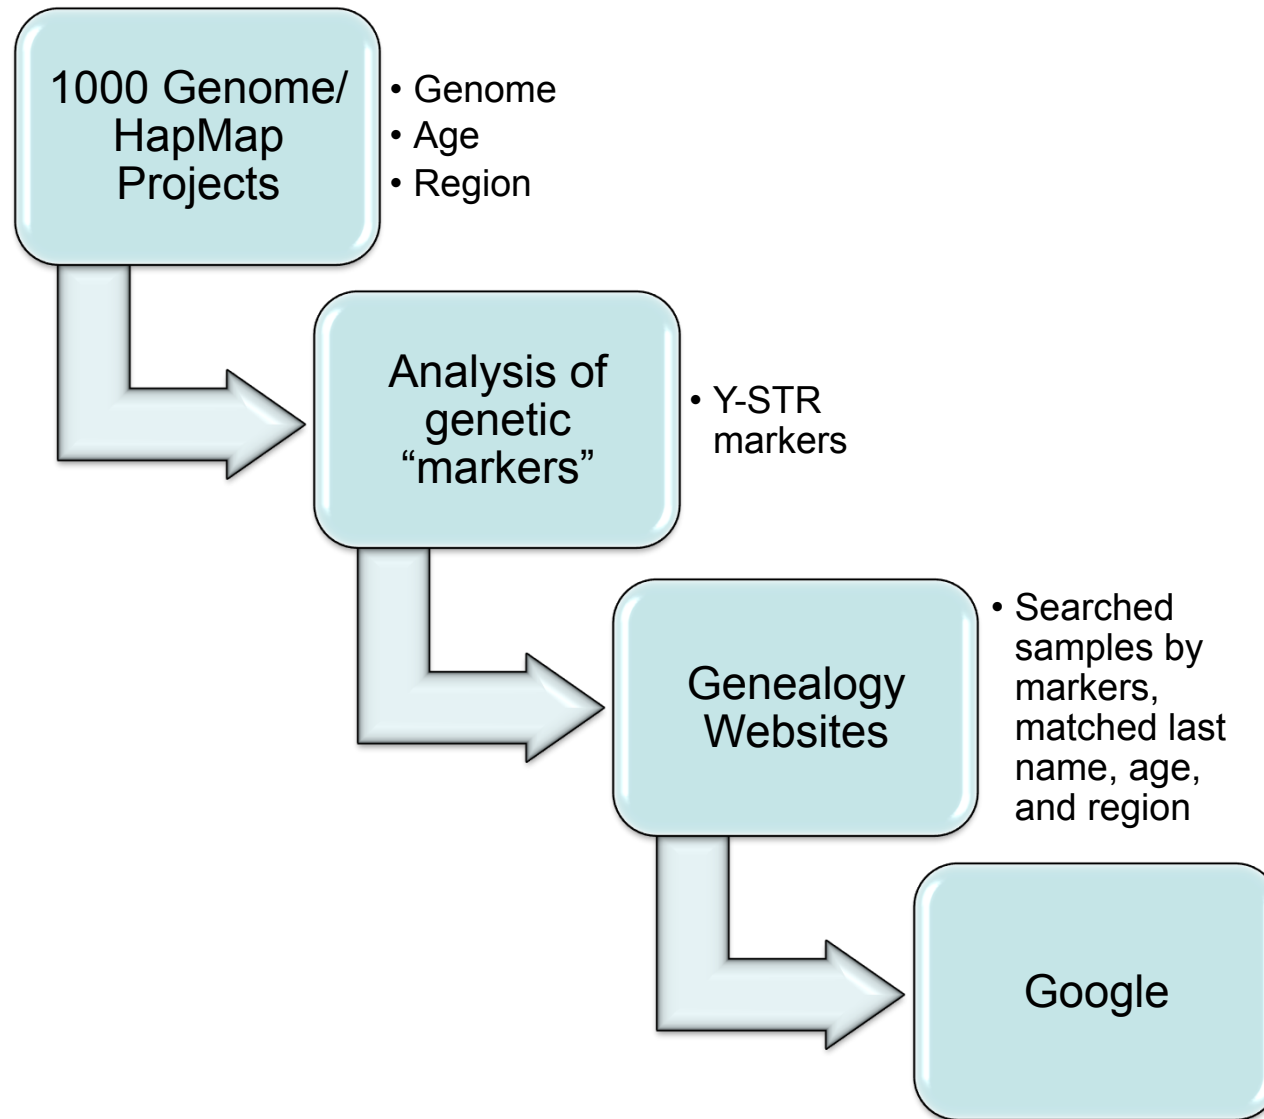 1000 Genome/
HapMap
Projects
• Genome
• Age
• Region
Analysis of
genetic
“markers”
• Y-STR
markers
Genealogy
Websites
• Searched
samples by
markers,
matched last
name, age,
and region
Google